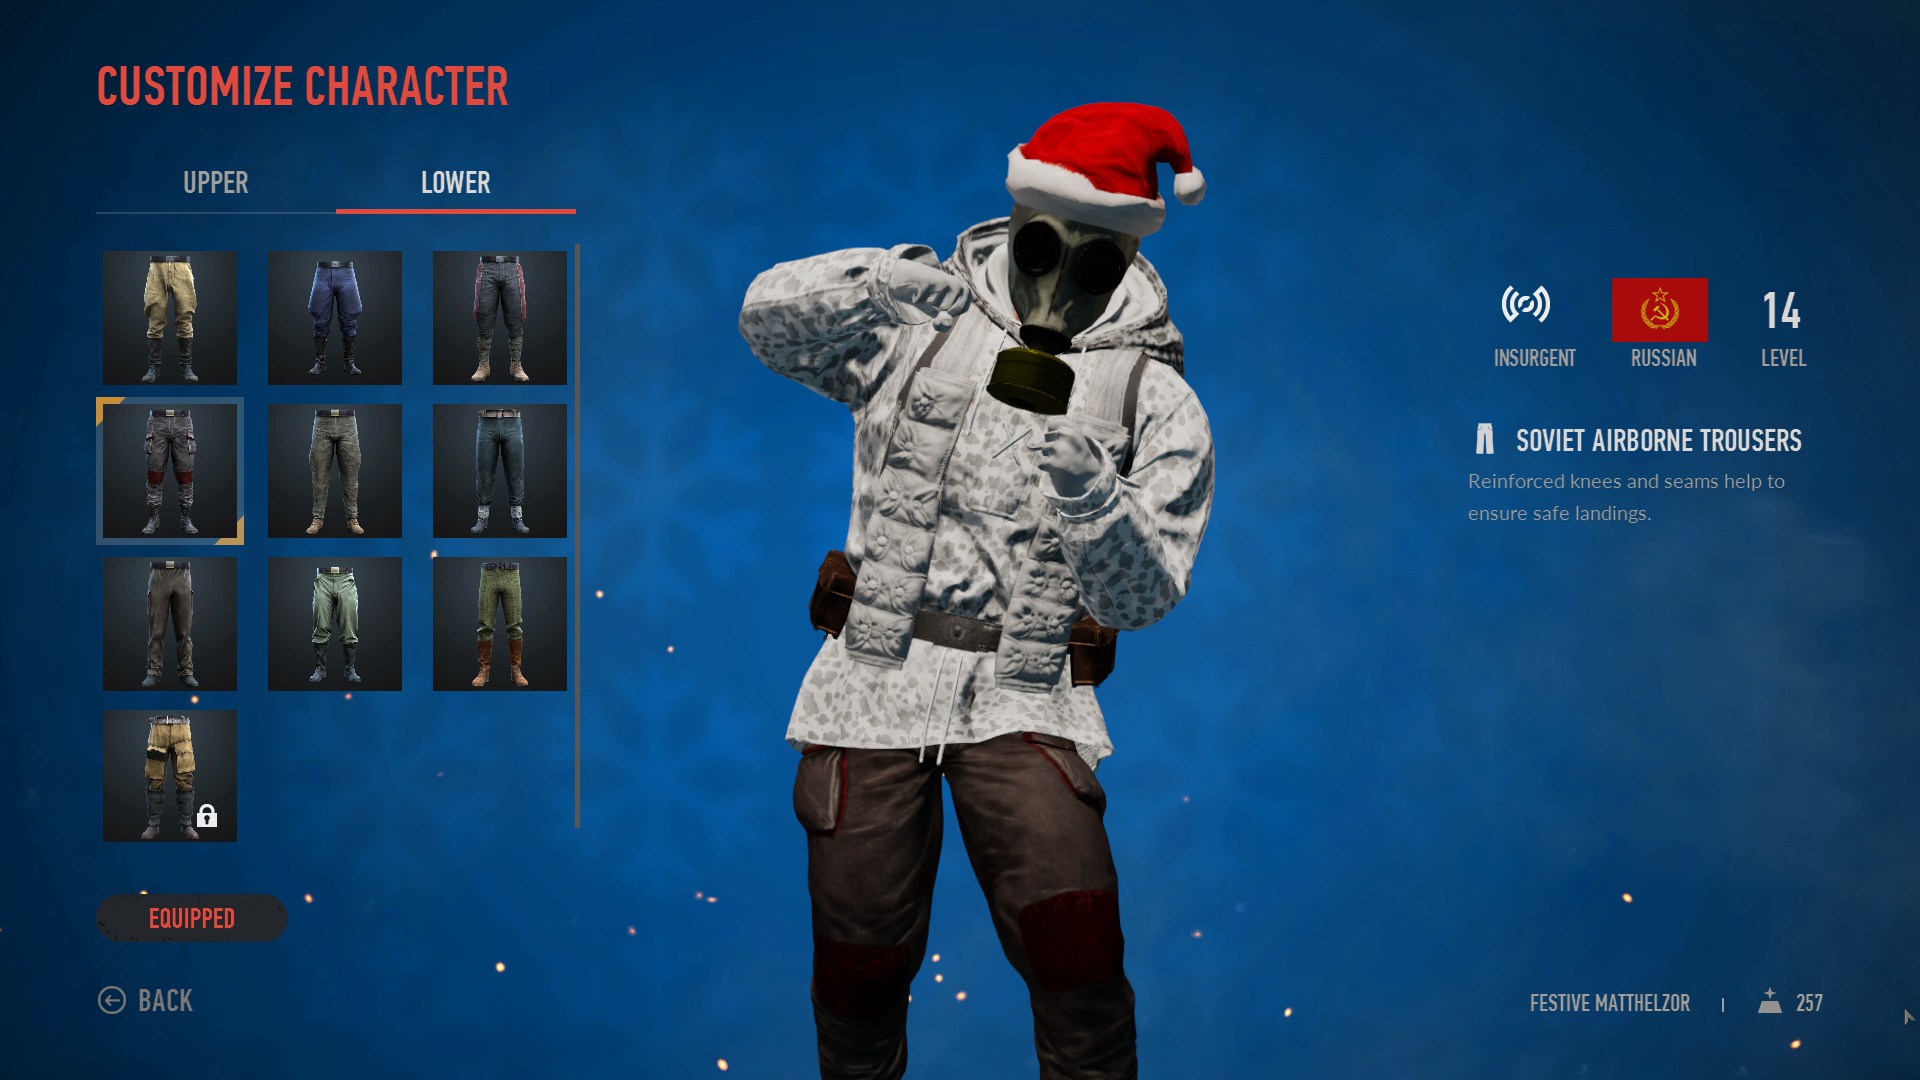 CUSTOMIZE CHARACTER
UPPER
LOWER
14
INSURGENT
RUSSIAN
LEVEL
SOVIET AIRBORNE TROUSERS
Reinforced knees and seams help to
ensure safe landings.
EQUIPPED
BACK
FESTIVE MATTHELZOR | 257